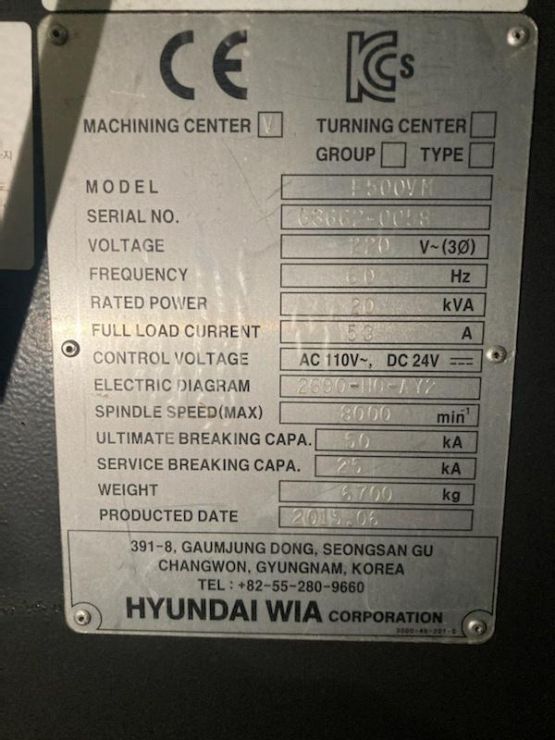 CE KCs
MACHINING CENTER V TURNING CENTER
GROUP TYPE
MODEL F500VM
SERIAL NO.
VOLTAGE 220 V~(3Ø)
FREQUENCY 60 Hz
RATED POWER 20 kVA
FULL LOAD CURRENT 53 A
CONTROL VOLTAGE AC 110V~, DC 24V
ELECTRIC DIAGRAM 2690-H0-AY2
SPINDLE SPEED(MAX) 8000 min⁻¹
ULTIMATE BREAKING CAPA. 50 kA
SERVICE BREAKING CAPA. 25 kA
WEIGHT 6700 kg
PRODUCTED DATE
391-8, GAUMJUNG DONG, SEONGSAN GU
CHANGWON, GYUNGNAM, KOREA
TEL : +82-55-280-9660
HYUNDAI WIA CORPORATION